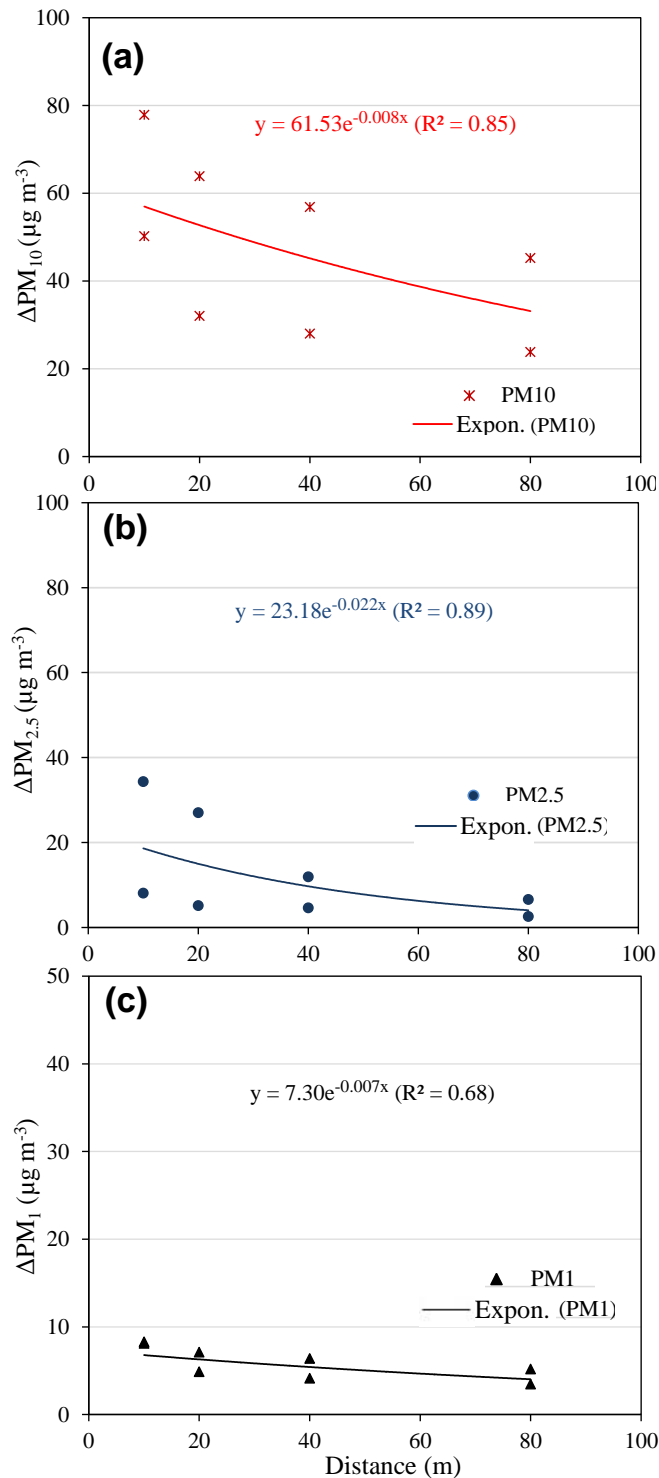 100
(a)
80
y = 61.53e^-0.008x (R² = 0.85)
60
ΔPM₁₀ (µg m⁻³)
40
20
PM10
Expon. (PM10)
0
0 20 40 60 80 100
100
(b)
80
y = 23.18e^-0.022x (R² = 0.89)
60
ΔPM₂.₅ (µg m⁻³)
40
PM2.5
Expon. (PM2.5)
20
0
0 20 40 60 80 100
50
(c)
40
y = 7.30e^-0.007x (R² = 0.68)
30
ΔPM₁ (µg m⁻³)
20
PM1
Expon. (PM1)
10
0
0 20 40 60 80 100
Distance (m)